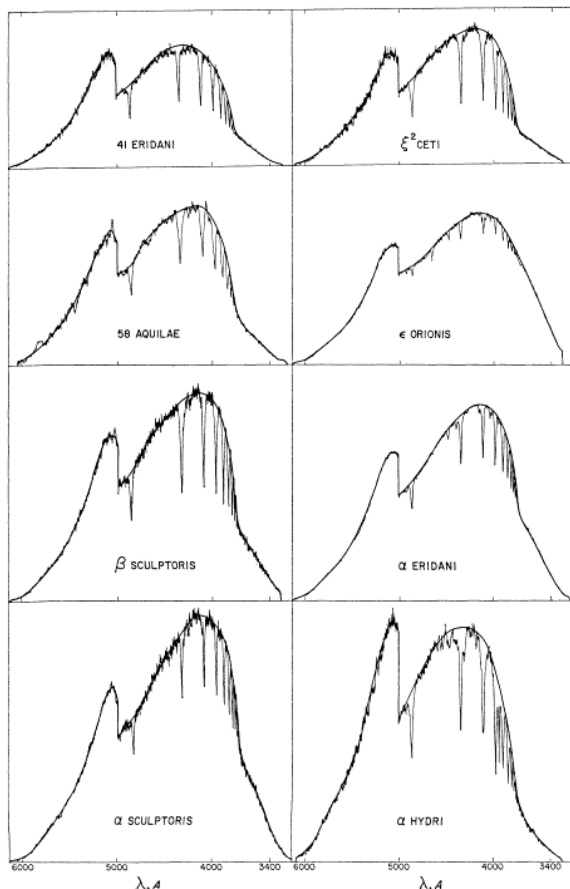 41 ERIDANI
ξ² CETI
58 AQUILAE
ε ORIONIS
β SCULPTORIS
α ERIDANI
α SCULPTORIS
α HYDRI
6000 5000 4000 3400
6000 5000 4000 3400
λ, A
λ, A